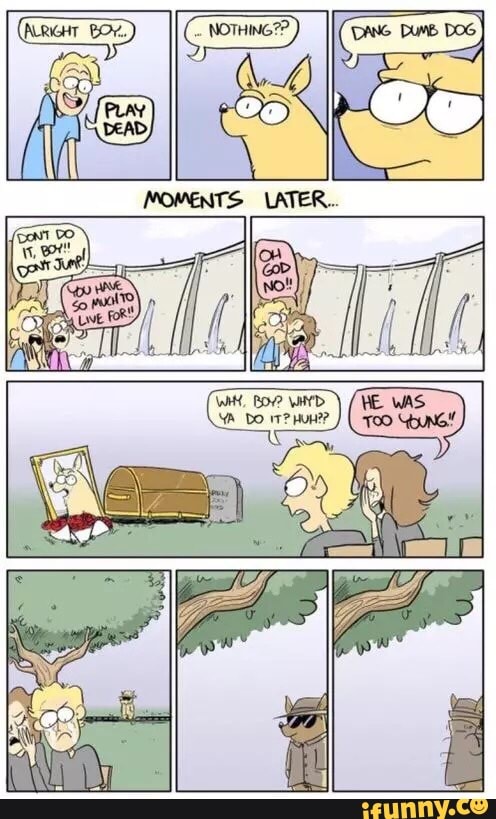 ALRIGHT BOY...
PLAY
DEAD
... NOTHING??
DANG DUMB DOG
MOMENTS LATER...
DON'T DO
IT, BOY!!
DON'T JUMP!
YOU HAVE
SO MUCH TO
LIVE FOR!!
OH
GOD
NO!!
WHY, BOY? WHY'D
YA DO IT? HUH??
HE WAS
TOO YOUNG!!
ifunny.co